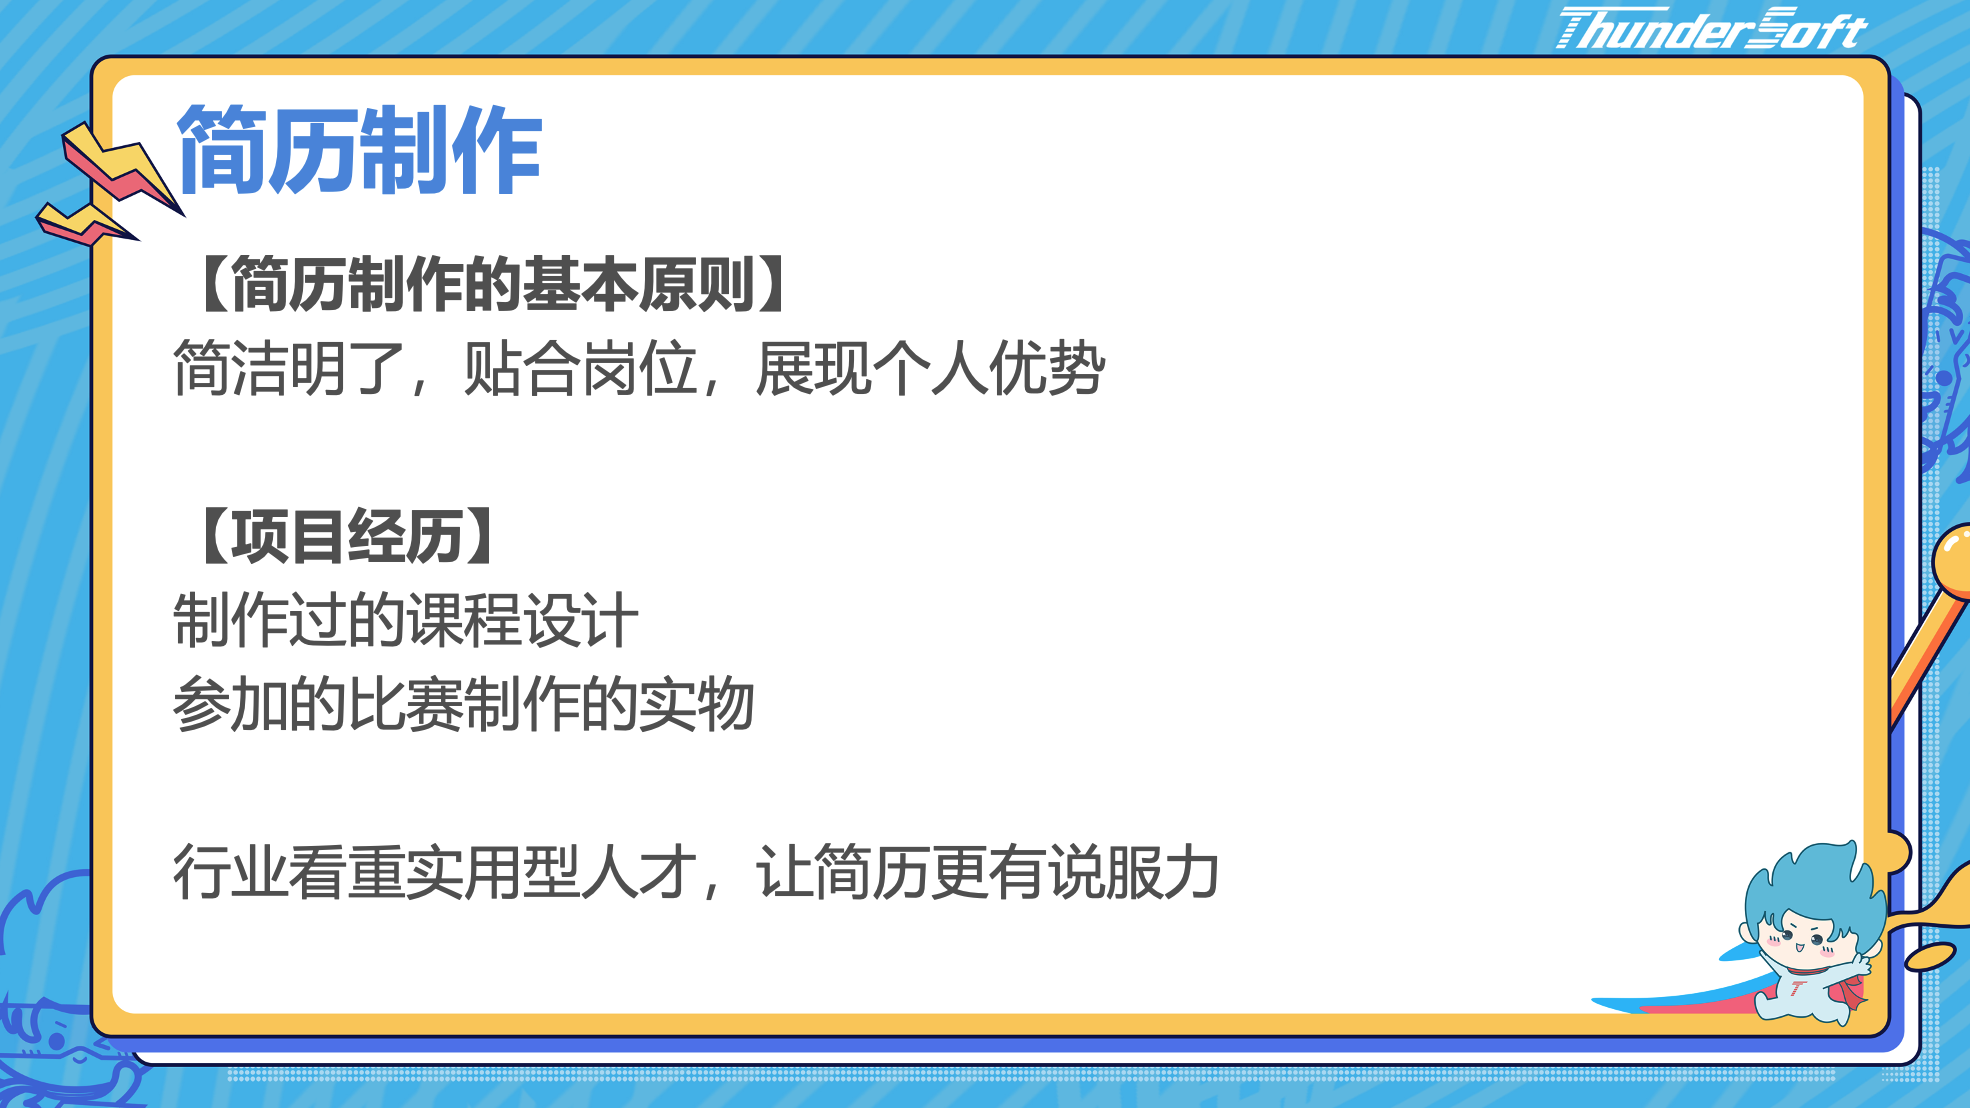 ThunderSoft
简历制作
【简历制作的基本原则】
简洁明了，贴合岗位，展现个人优势
【项目经历】
制作过的课程设计
参加的比赛制作的实物
行业看重实用型人才，让简历更有说服力
T